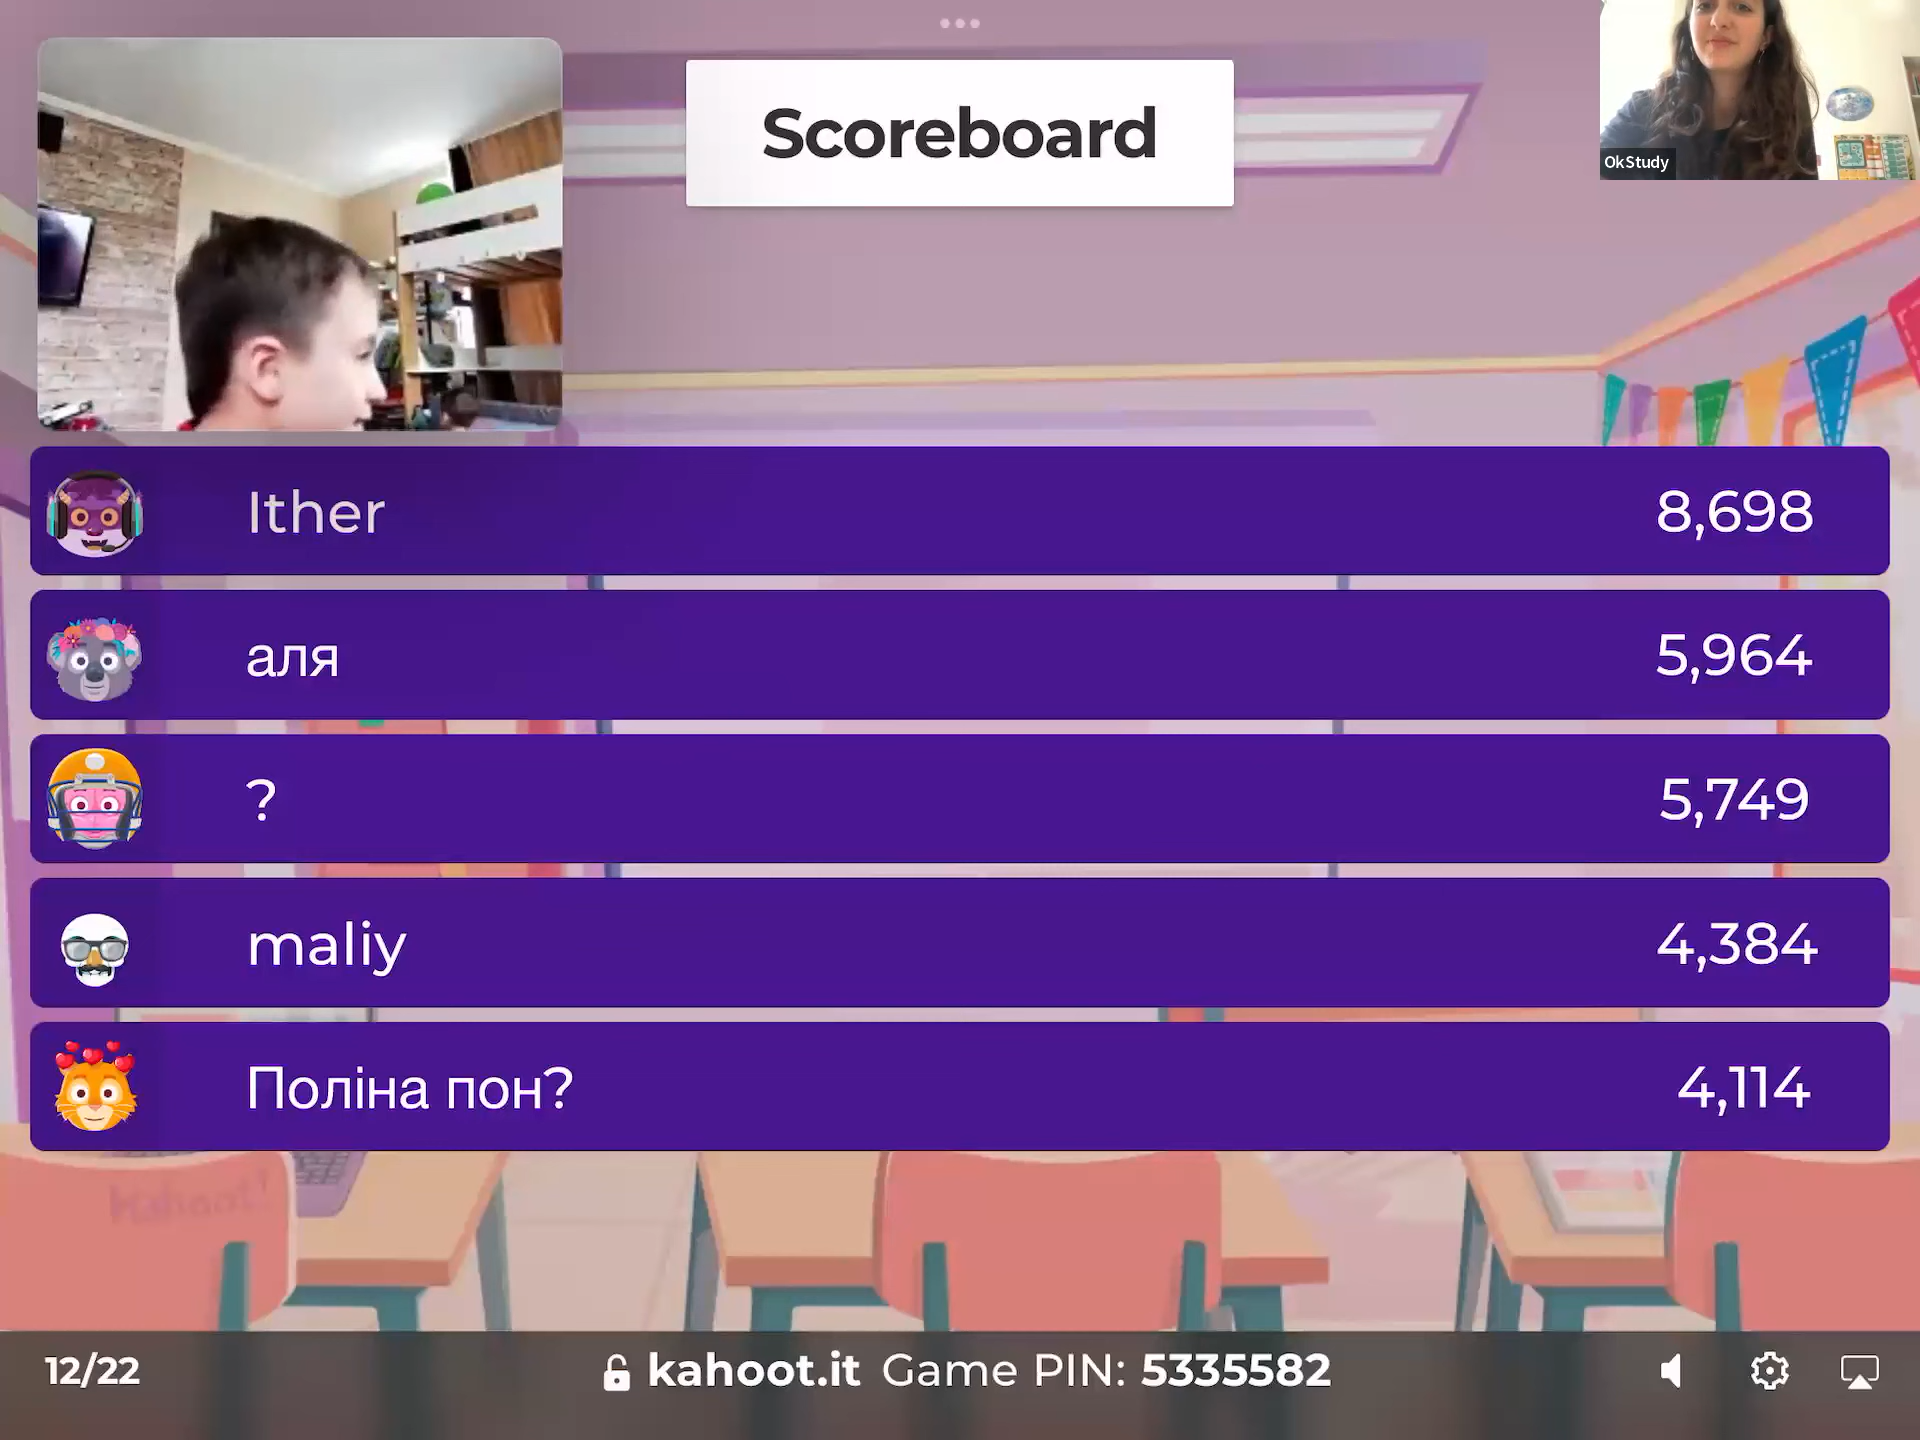 Scoreboard
OkStudy
Ither 8,698
аля 5,964
? 5,749
maliy 4,384
Поліна пон? 4,114
Kahoot!
12/22
kahoot.it Game PIN: 5335582